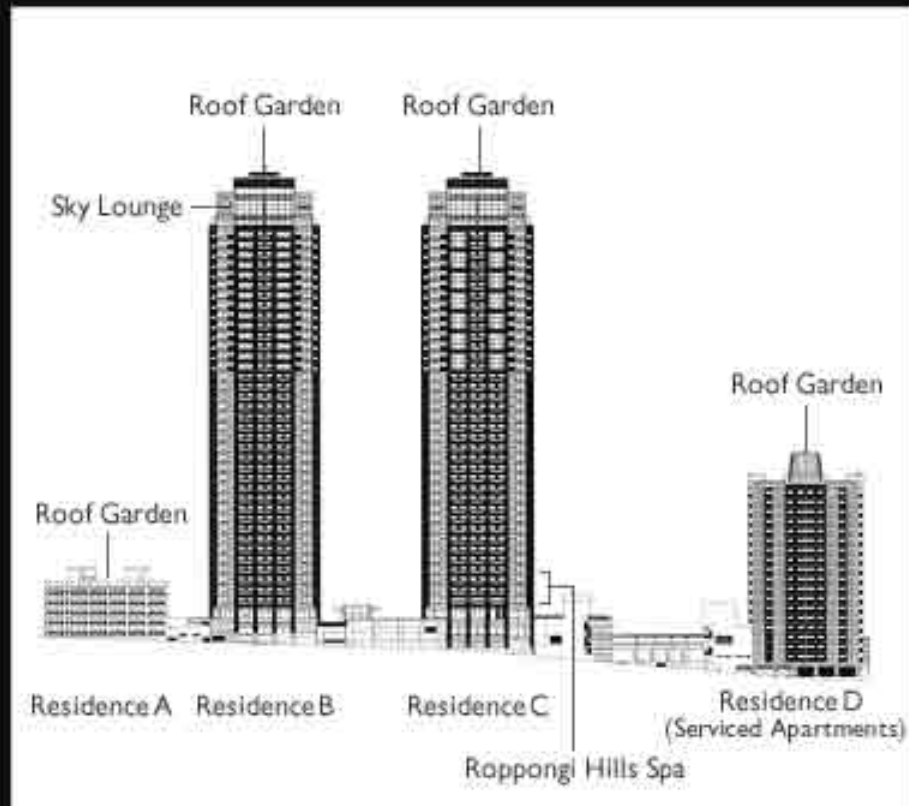 Roof Garden
Roof Garden
Sky Lounge
Roof Garden
Roof Garden
Residence A
Residence B
Residence C
Residence D
(Serviced Apartments)
Roppongi Hills Spa